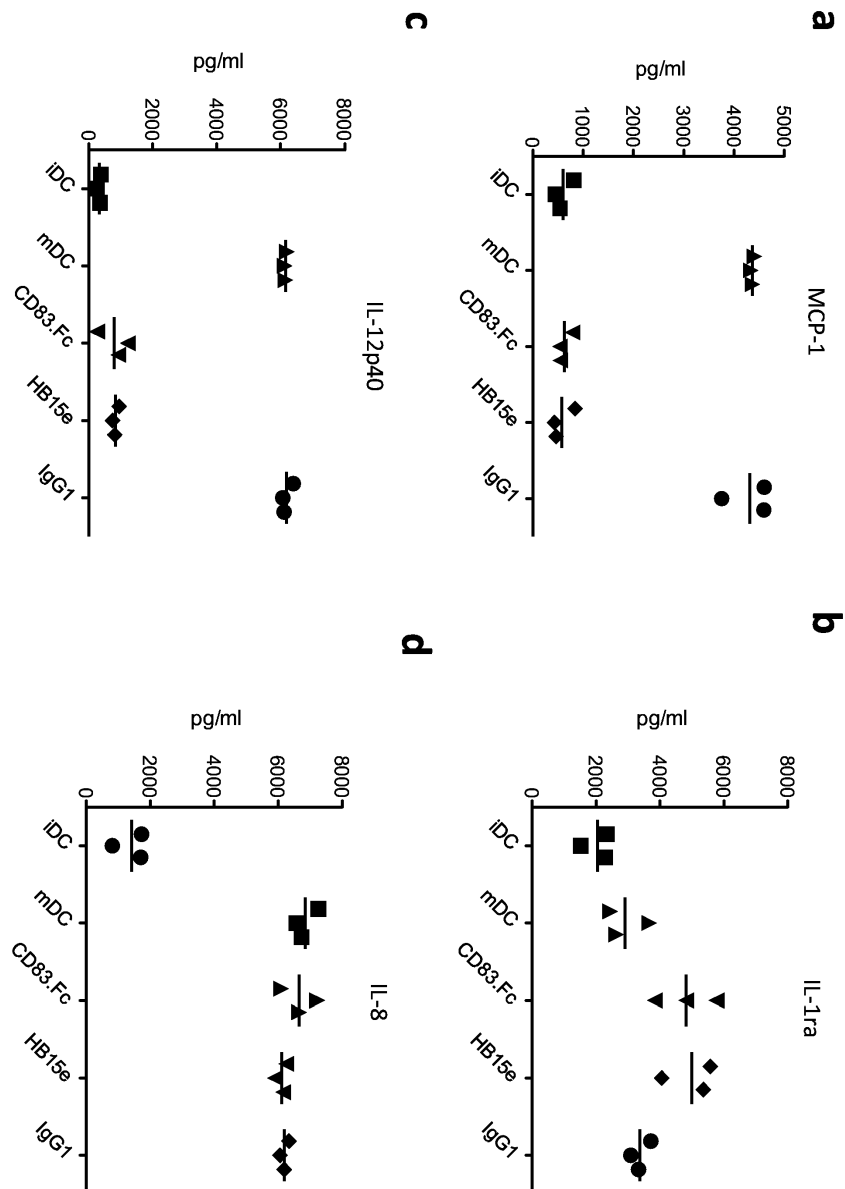 a
MCP-1
pg/ml
5000
4000
3000
2000
1000
0
iDC
mDC
CD83.Fc
HB15e
IgG1
b
IL-1ra
pg/ml
8000
6000
4000
2000
0
iDC
mDC
CD83.Fc
HB15e
IgG1
c
IL-12p40
pg/ml
8000
6000
4000
2000
0
iDC
mDC
CD83.Fc
HB15e
IgG1
d
IL-8
pg/ml
8000
6000
4000
2000
0
iDC
mDC
CD83.Fc
HB15e
IgG1